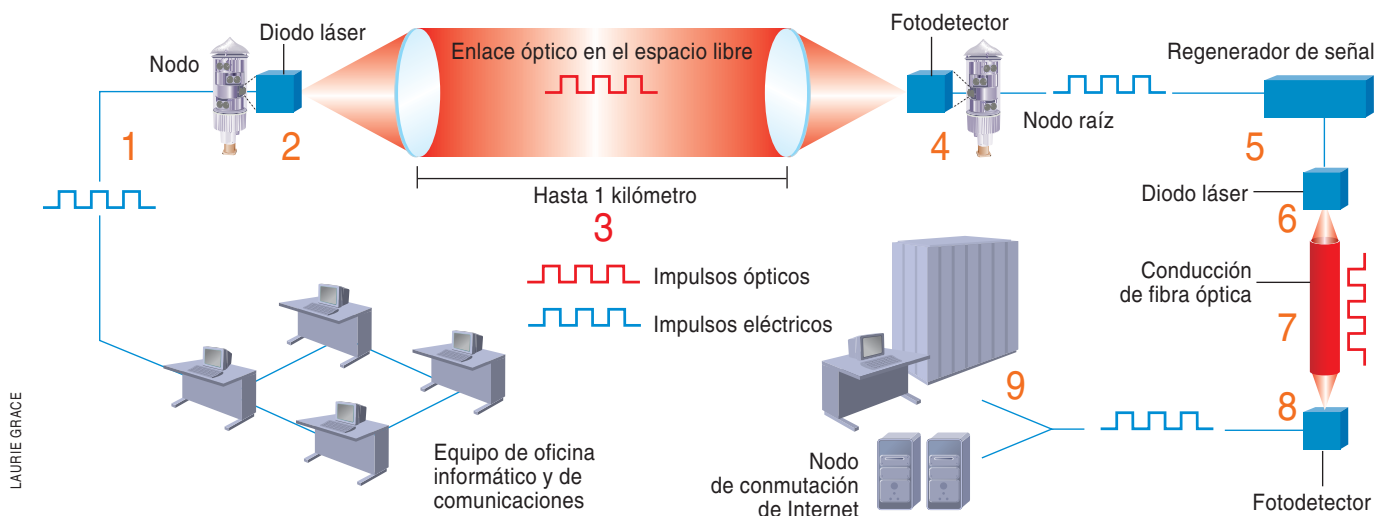 Diodo láser
Nodo
Enlace óptico en el espacio libre
Fotodetector
Regenerador de señal
Nodo raíz
1
2
4
5
Hasta 1 kilómetro
3
Diodo láser
6
Impulsos ópticos
Impulsos eléctricos
Conducción
de fibra óptica
7
8
9
Equipo de oficina
informático y de
comunicaciones
Nodo
de conmutación
de Internet
Fotodetector
LAURIE GRACE